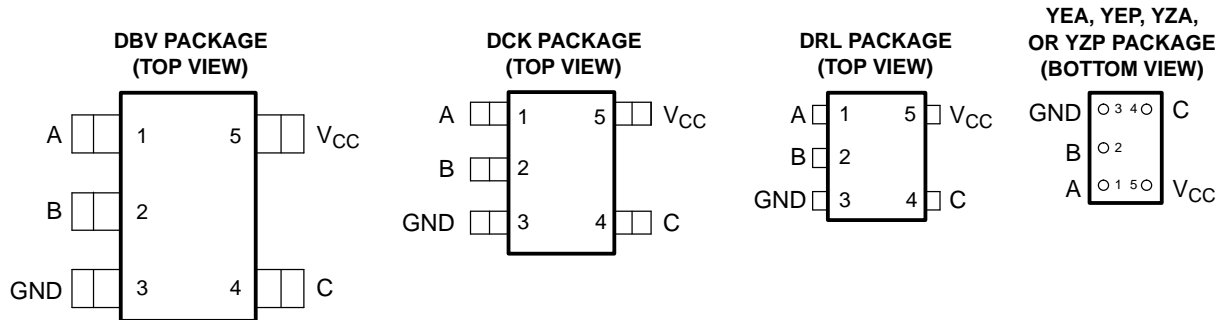 DBV PACKAGE
(TOP VIEW)
A 1 5 VCC
B 2
GND 3 4 C
DCK PACKAGE
(TOP VIEW)
A 1 5 VCC
B 2
GND 3 4 C
DRL PACKAGE
(TOP VIEW)
A 1 5 VCC
B 2
GND 3 4 C
YEA, YEP, YZA,
OR YZP PACKAGE
(BOTTOM VIEW)
GND 3 4 C
B 2
A 1 5 VCC